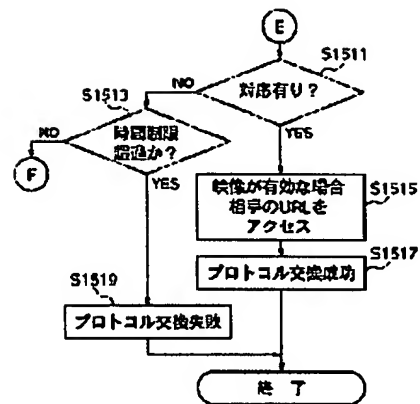 E
S1511
対応有り?
NO
YES
S1513
時間制限
超過か?
NO
F
YES
映像が有効な場合
相手のURLを
アクセス
S1515
プロトコル交換成功
S1517
S1519
プロトコル交換失敗
終 了